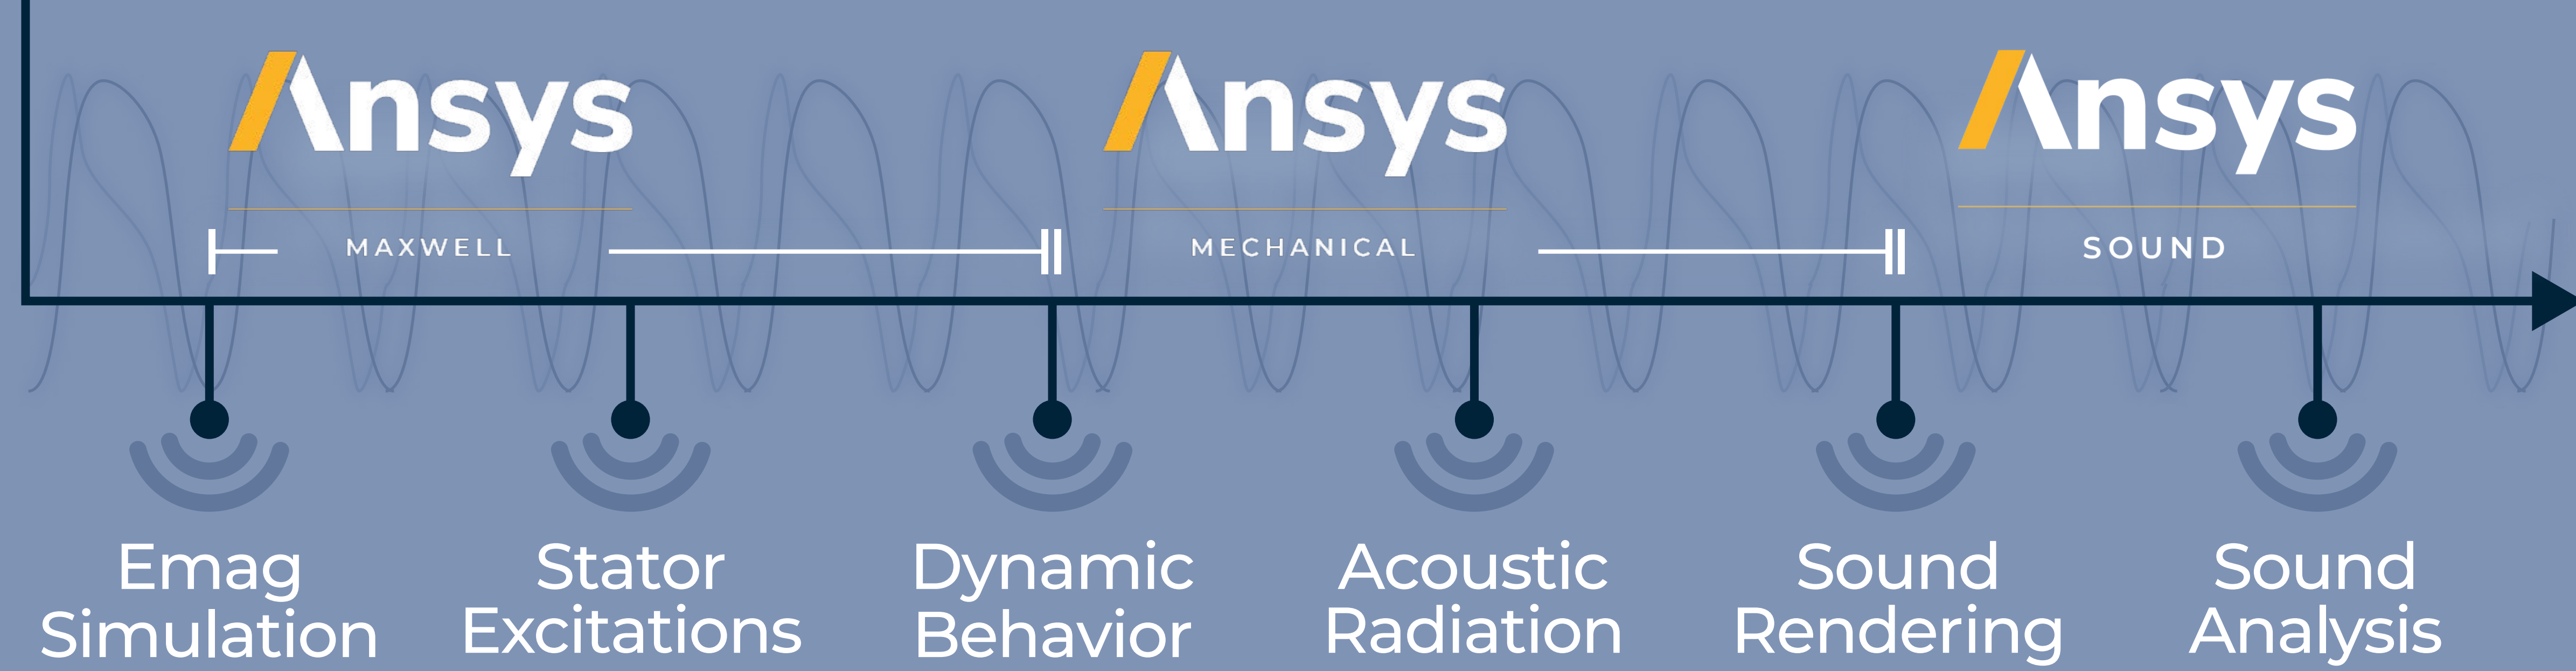 Ansys
MAXWELL
Ansys
MECHANICAL
Ansys
SOUND
Emag
Simulation
Stator
Excitations
Dynamic
Behavior
Acoustic
Radiation
Sound
Rendering
Sound
Analysis